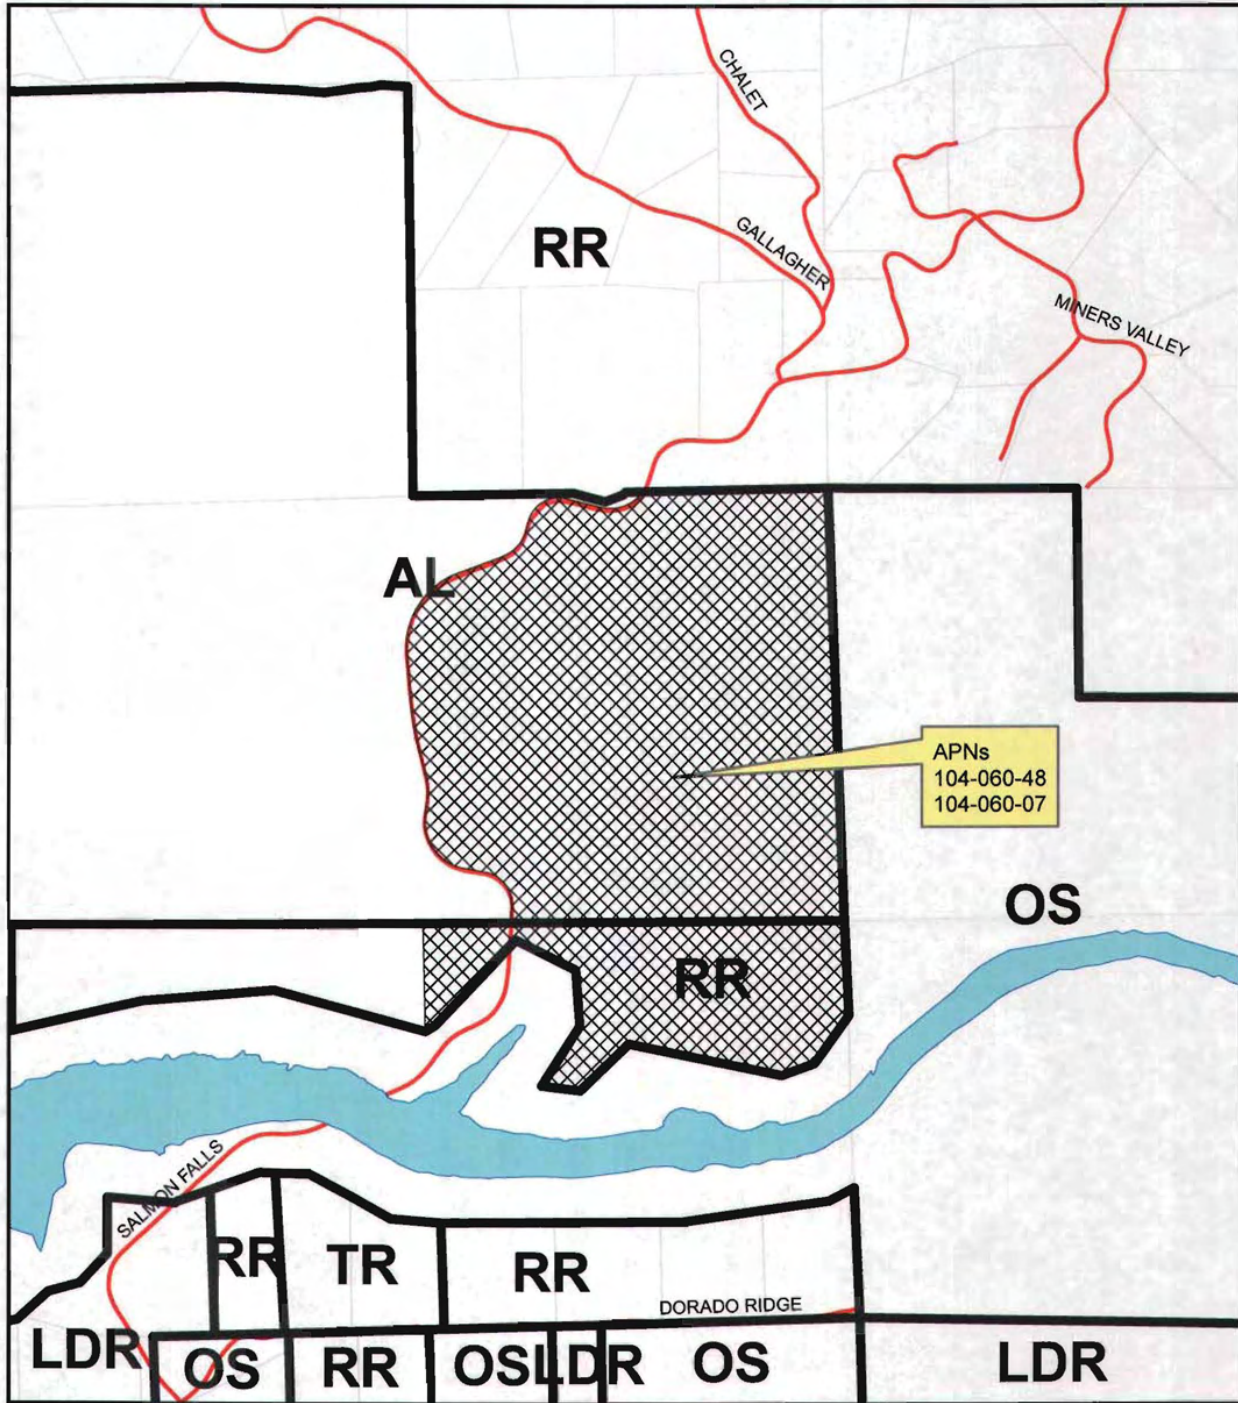 CHALET
RR
GALLAGHER
MINERS VALLEY
AL
APNs
104-060-48
104-060-07
OS
RR
SALMON FALLS
RR
TR
RR
DORADO RIDGE
LDR
OS
RR
OS
LDR
OS
LDR